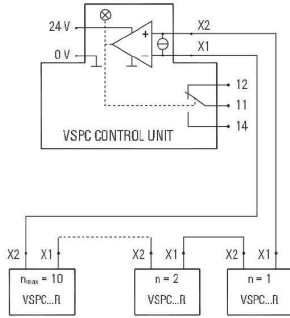 24 V
0 V
+
X2
–
X1
12
11
14
VSPC CONTROL UNIT
X2 X1 X2 X1 X2 X1
nmax = 10 n = 2 n = 1
VSPC...R VSPC...R VSPC...R